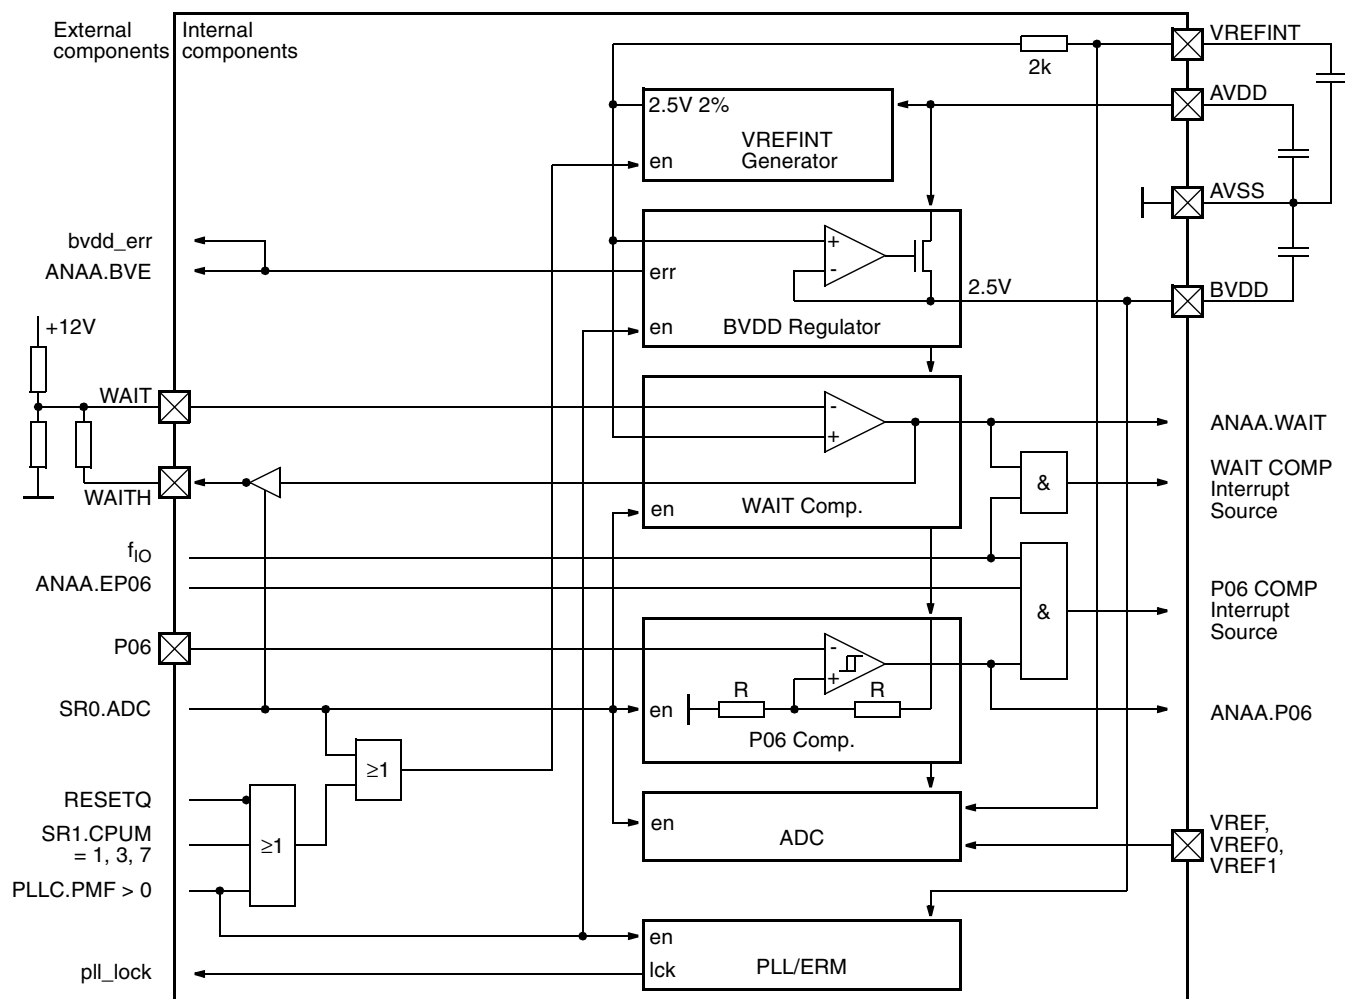 External
components
Internal
components
VREFINT
2k
AVDD
2.5V 2%
VREFINT
Generator
en
AVSS
bvdd_err
ANAA.BVE
+
-
err
2.5V
BVDD
en
BVDD Regulator
+12V
WAIT
-
+
ANAA.WAIT
WAITH
&
WAIT COMP
Interrupt
Source
WAIT Comp.
en
fIO
ANAA.EP06
&
P06 COMP
Interrupt
Source
P06
-
+
R
R
SR0.ADC
en
ANAA.P06
P06 Comp.
≥1
RESETQ
SR1.CPUM
= 1, 3, 7
≥1
en
ADC
VREF,
VREF0,
VREF1
PLLC.PMF > 0
en
lck
PLL/ERM
pll_lock